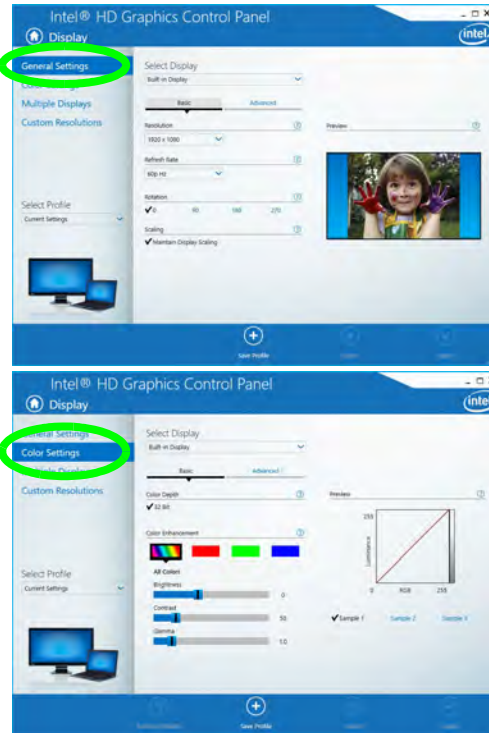 Intel® HD Graphics Control Panel
Display
intel
General Settings
Multiple Displays
Custom Resolutions
Select Profile
Current Settings
Select Display
Built-in Display
Basic
Advanced
Resolution
1920 x 1080
Refresh Rate
60p Hz
Rotation
0 90 180 270
Scaling
Maintain Display Scaling
Preview
Save Profile
Intel® HD Graphics Control Panel
Display
intel
General Settings
Color Settings
Multiple Displays
Custom Resolutions
Select Profile
Current Settings
Select Display
Built-in Display
Basic
Advanced
Color Depth
32 Bit
Color Enhancement
All Colors
Brightness
0
Contrast
50
Gamma
1.0
Preview
255
Luminance
0 RGB 255
Sample 1 Sample 2 Sample 3
Save Profile